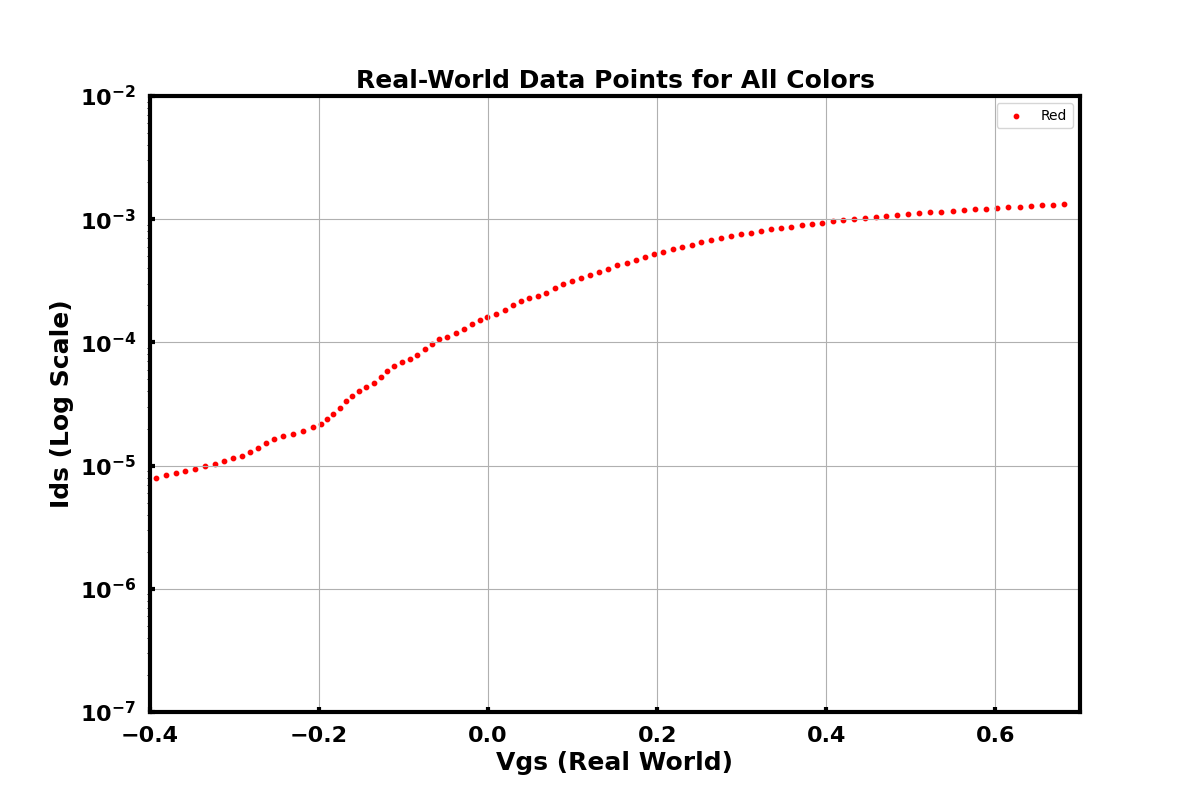 Real-World Data Points for All Colors
Red
10⁻²
10⁻³
10⁻⁴
10⁻⁵
10⁻⁶
10⁻⁷
Ids (Log Scale)
−0.4 −0.2 0.0 0.2 0.4 0.6
Vgs (Real World)